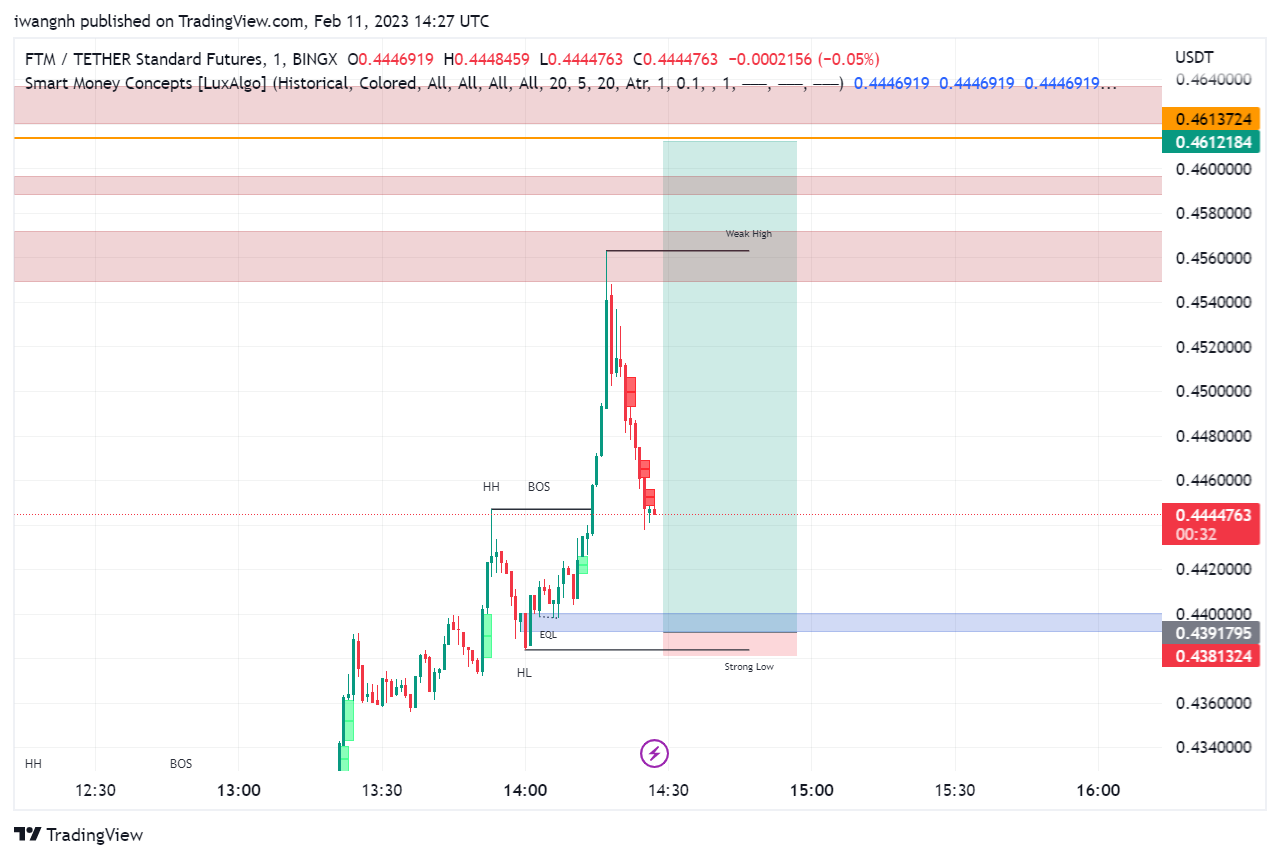 iwangnh published on TradingView.com, Feb 11, 2023 14:27 UTC
FTM / TETHER Standard Futures, 1, BINGX O0.4446919 H0.4448459 L0.4444763 C0.4444763 −0.0002156 (−0.05%)
USDT
Smart Money Concepts [LuxAlgo] (Historical, Colored, All, All, All, All, 20, 5, 20, Atr, 1, 0.1, , 1, ——, ——, ——) 0.4446919 0.4446919 0.4446919...
0.4640000
0.4613724
0.4612184
0.4600000
0.4580000
Weak High
0.4560000
0.4540000
0.4520000
0.4500000
0.4480000
0.4460000
HH BOS
0.4444763
00:32
0.4420000
0.4400000
EQL
0.4391795
0.4381324
Strong Low
HL
0.4360000
0.4340000
HH BOS
12:30 13:00 13:30 14:00 14:30 15:00 15:30 16:00
TradingView